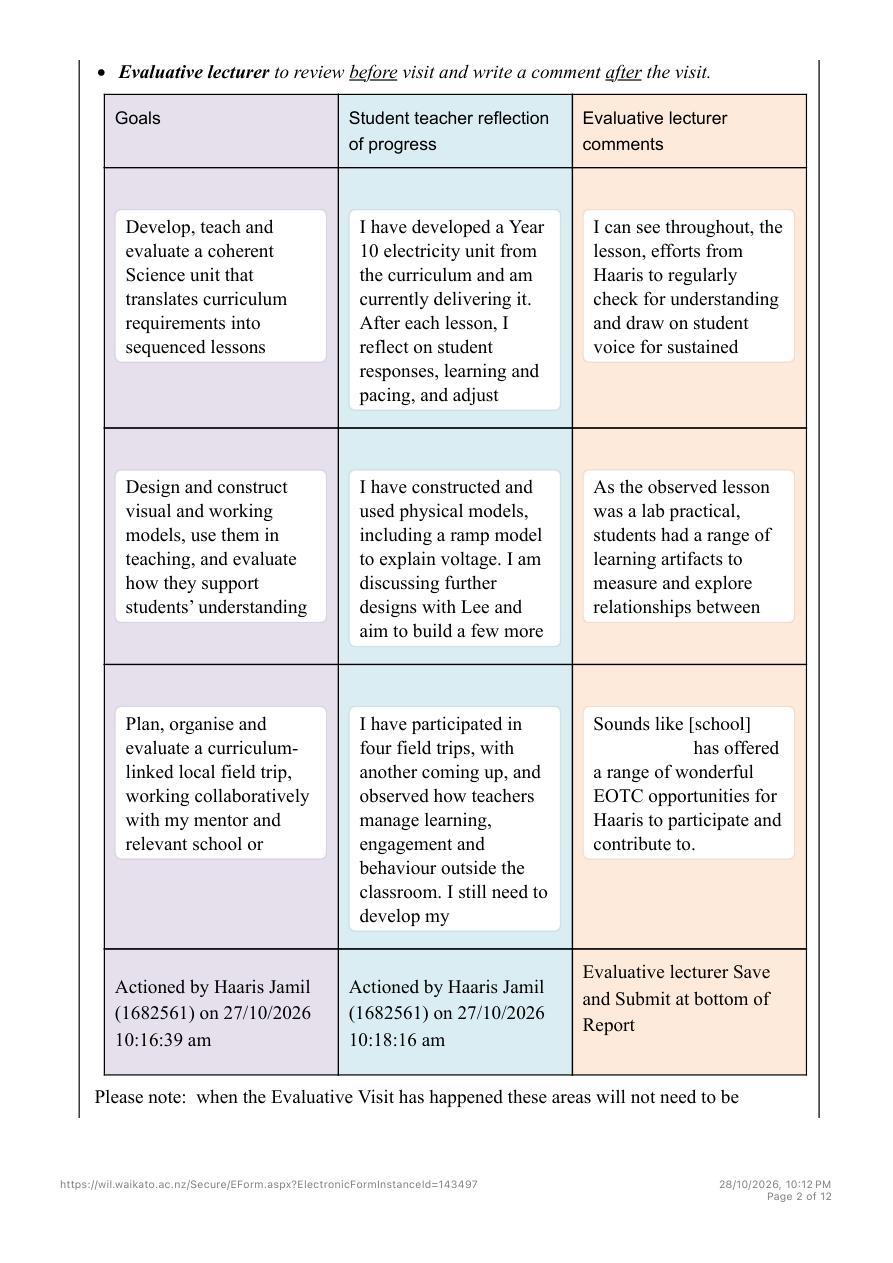 • Evaluative lecturer to review before visit and write a comment after the visit.
Goals
Student teacher reflection
of progress
Evaluative lecturer
comments
Develop, teach and
evaluate a coherent
Science unit that
translates curriculum
requirements into
sequenced lessons
I have developed a Year
10 electricity unit from
the curriculum and am
currently delivering it.
After each lesson, I
reflect on student
responses, learning and
pacing, and adjust
I can see throughout, the
lesson, efforts from
Haaris to regularly
check for understanding
and draw on student
voice for sustained
Design and construct
visual and working
models, use them in
teaching, and evaluate
how they support
students’ understanding
I have constructed and
used physical models,
including a ramp model
to explain voltage. I am
discussing further
designs with Lee and
aim to build a few more
As the observed lesson
was a lab practical,
students had a range of
learning artifacts to
measure and explore
relationships between
Plan, organise and
evaluate a curriculum-
linked local field trip,
working collaboratively
with my mentor and
relevant school or
I have participated in
four field trips, with
another coming up, and
observed how teachers
manage learning,
engagement and
behaviour outside the
classroom. I still need to
develop my
Sounds like [school]
has offered
a range of wonderful
EOTC opportunities for
Haaris to participate and
contribute to.
Actioned by Haaris Jamil
(1682561) on 27/10/2026
10:16:39 am
Actioned by Haaris Jamil
(1682561) on 27/10/2026
10:18:16 am
Evaluative lecturer Save
and Submit at bottom of
Report
Please note:  when the Evaluative Visit has happened these areas will not need to be
https://wil.waikato.ac.nz/Secure/EForm.aspx?ElectronicFormInstanceId=143497
28/10/2026, 10:12 PM
Page 2 of 12